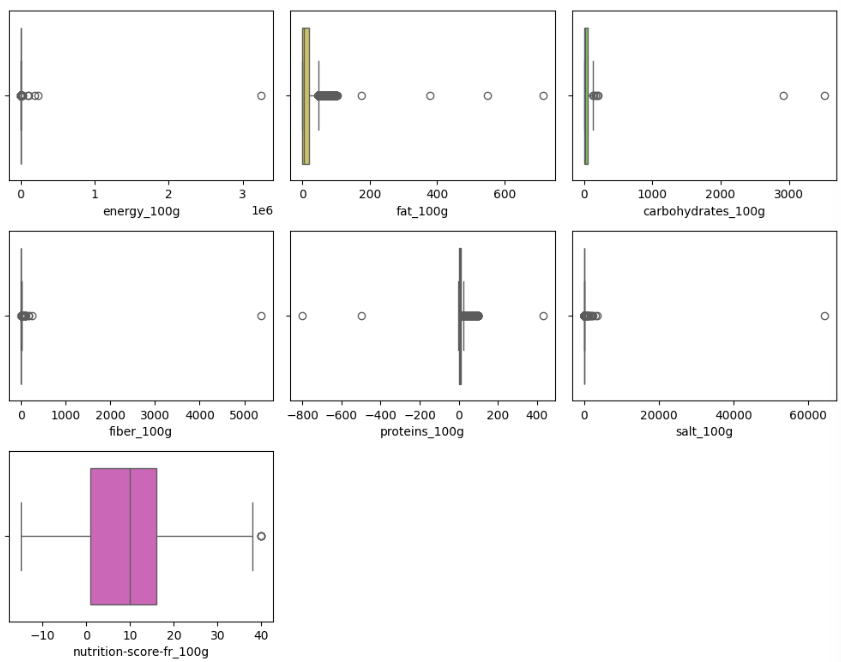 0 1 2 3
1e6
energy_100g
0 200 400 600
fat_100g
0 1000 2000 3000
carbohydrates_100g
0 1000 2000 3000 4000 5000
fiber_100g
−800 −600 −400 −200 0 200 400
proteins_100g
0 20000 40000 60000
salt_100g
−10 0 10 20 30 40
nutrition-score-fr_100g